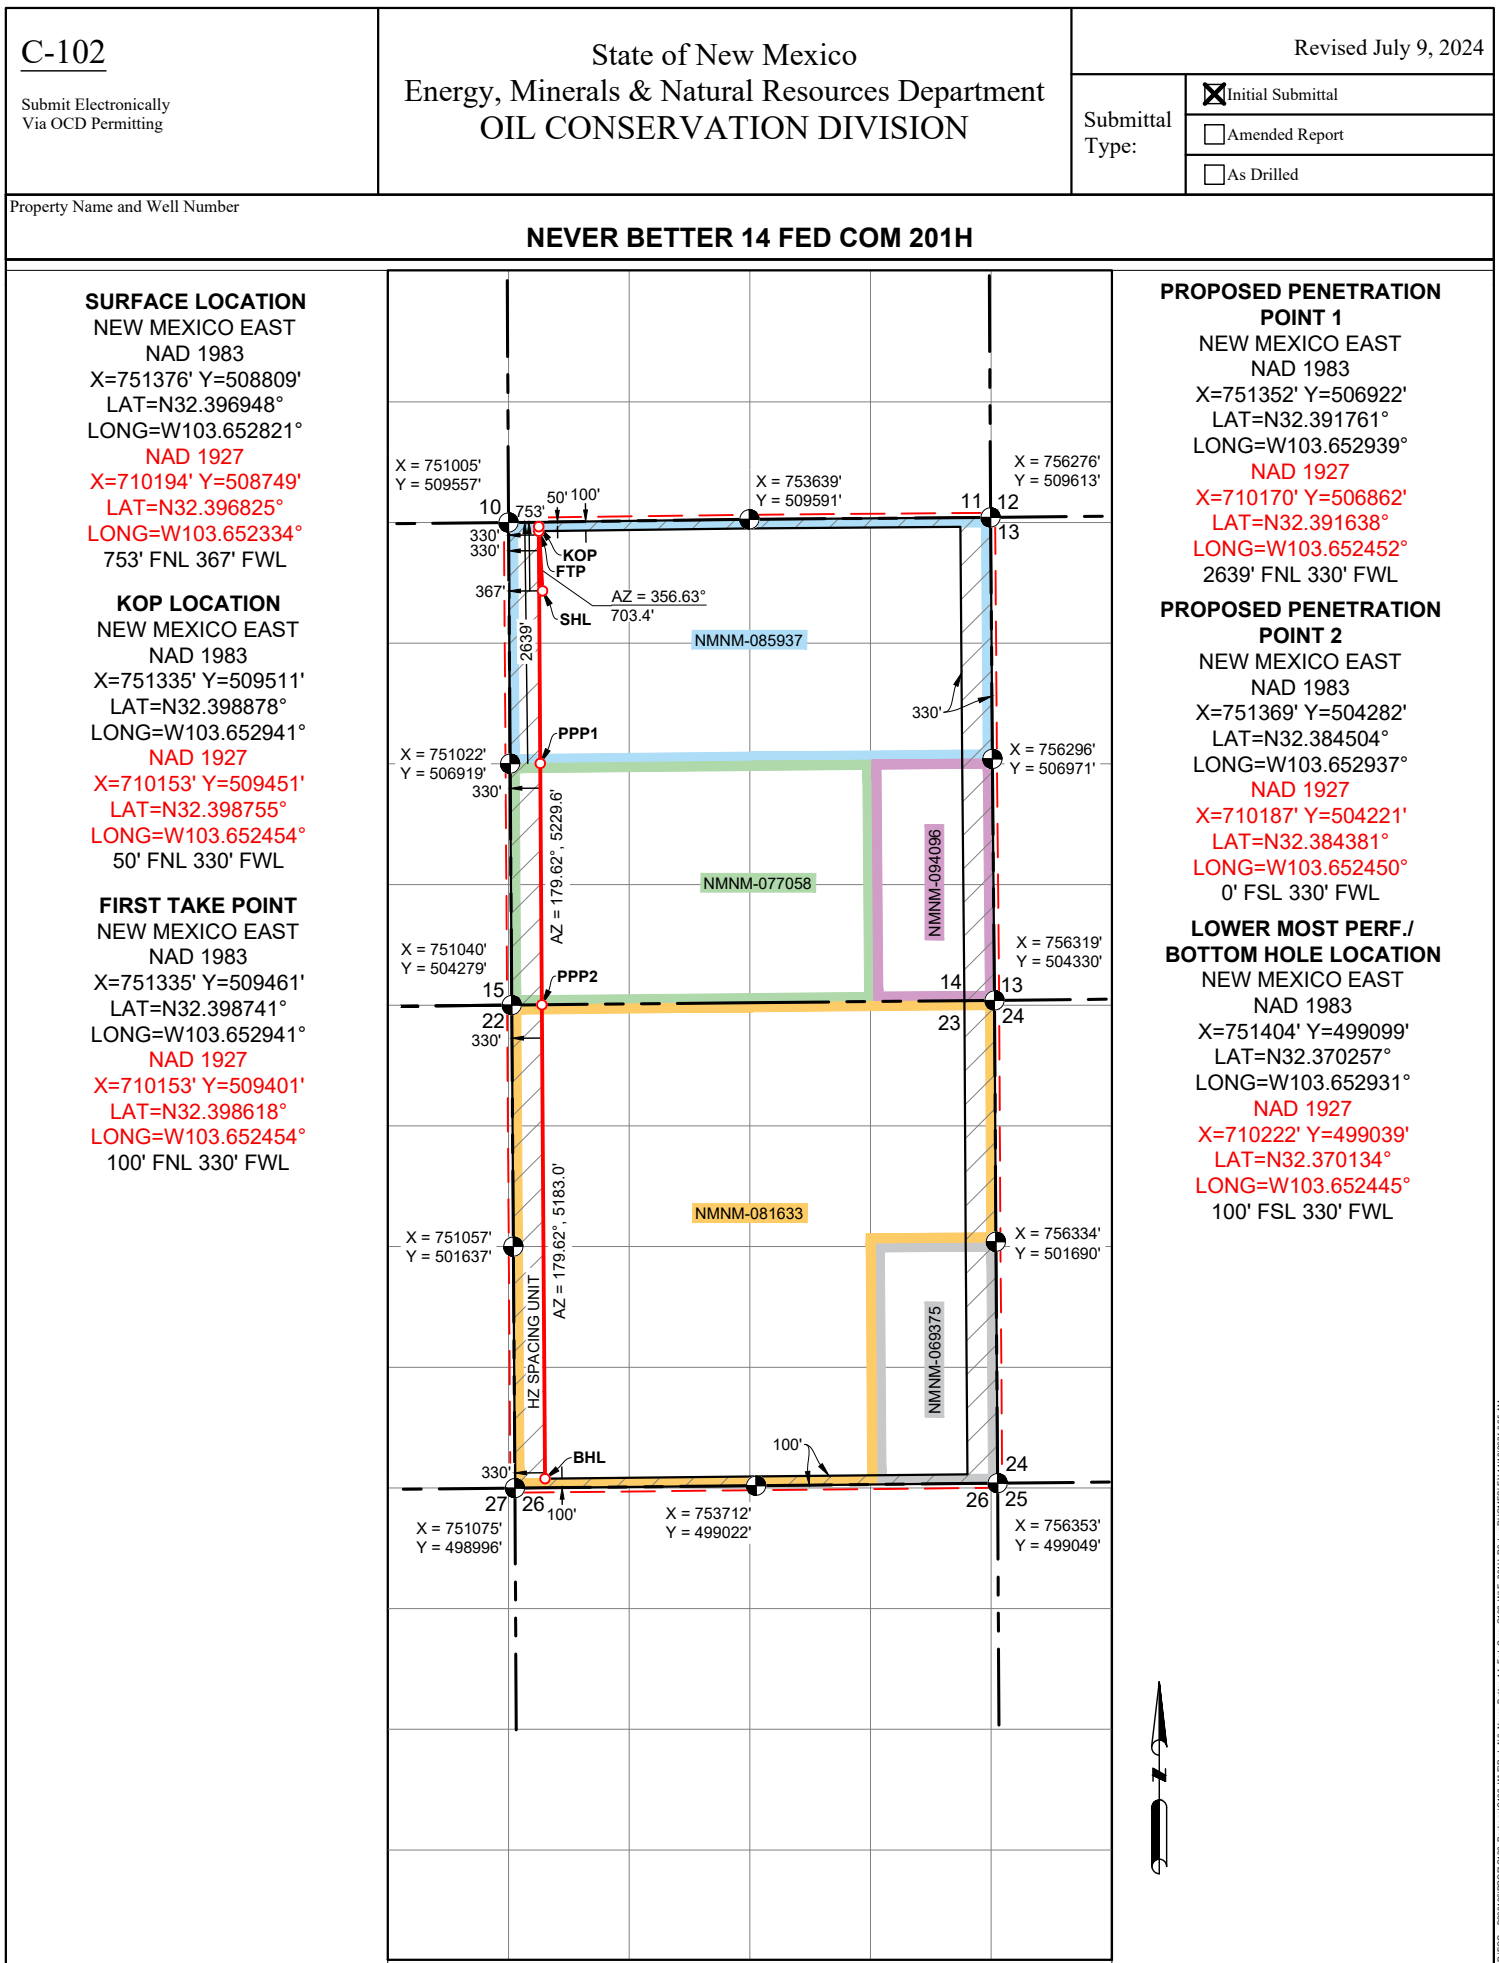 C-102
Submit Electronically
Via OCD Permitting
State of New Mexico
Energy, Minerals & Natural Resources Department
OIL CONSERVATION DIVISION
Revised July 9, 2024
Submittal
Type:
Initial Submittal
Amended Report
As Drilled
Property Name and Well Number
NEVER BETTER 14 FED COM 201H
SURFACE LOCATION
NEW MEXICO EAST
NAD 1983
X=751376' Y=508809'
LAT=N32.396948°
LONG=W103.652821°
NAD 1927
X=710194' Y=508749'
LAT=N32.396825°
LONG=W103.652334°
753' FNL 367' FWL
KOP LOCATION
NEW MEXICO EAST
NAD 1983
X=751335' Y=509511'
LAT=N32.398878°
LONG=W103.652941°
NAD 1927
X=710153' Y=509451'
LAT=N32.398755°
LONG=W103.652454°
50' FNL 330' FWL
FIRST TAKE POINT
NEW MEXICO EAST
NAD 1983
X=751335' Y=509461'
LAT=N32.398741°
LONG=W103.652941°
NAD 1927
X=710153' Y=509401'
LAT=N32.398618°
LONG=W103.652454°
100' FNL 330' FWL
X = 751005'
Y = 509557'
X = 753639'
Y = 509591'
X = 756276'
Y = 509613'
10
753'
50'
100'
11
12
13
330'
330'
KOP
FTP
367'
AZ = 356.63°
703.4'
SHL
2639'
NMNM-085937
330'
PPP1
X = 751022'
Y = 506919'
X = 756296'
Y = 506971'
330'
AZ = 179.62°, 5229.6'
NMNM-077058
NMNM-094096
X = 751040'
Y = 504279'
X = 756319'
Y = 504330'
PPP2
15
14
13
22
23
24
330'
AZ = 179.62°, 5183.0'
NMNM-081633
X = 751057'
Y = 501637'
X = 756334'
Y = 501690'
HZ SPACING UNIT
NMNM-069375
100'
BHL
330'
24
27
26
100'
26
25
X = 751075'
Y = 498996'
X = 753712'
Y = 499022'
X = 756353'
Y = 499049'
PROPOSED PENETRATION
POINT 1
NEW MEXICO EAST
NAD 1983
X=751352' Y=506922'
LAT=N32.391761°
LONG=W103.652939°
NAD 1927
X=710170' Y=506862'
LAT=N32.391638°
LONG=W103.652452°
2639' FNL 330' FWL
PROPOSED PENETRATION
POINT 2
NEW MEXICO EAST
NAD 1983
X=751369' Y=504282'
LAT=N32.384504°
LONG=W103.652937°
NAD 1927
X=710187' Y=504221'
LAT=N32.384381°
LONG=W103.652450°
0' FSL 330' FWL
LOWER MOST PERF./
BOTTOM HOLE LOCATION
NEW MEXICO EAST
NAD 1983
X=751404' Y=499099'
LAT=N32.370257°
LONG=W103.652931°
NAD 1927
X=710222' Y=499039'
LAT=N32.370134°
LONG=W103.652445°
100' FSL 330' FWL
N